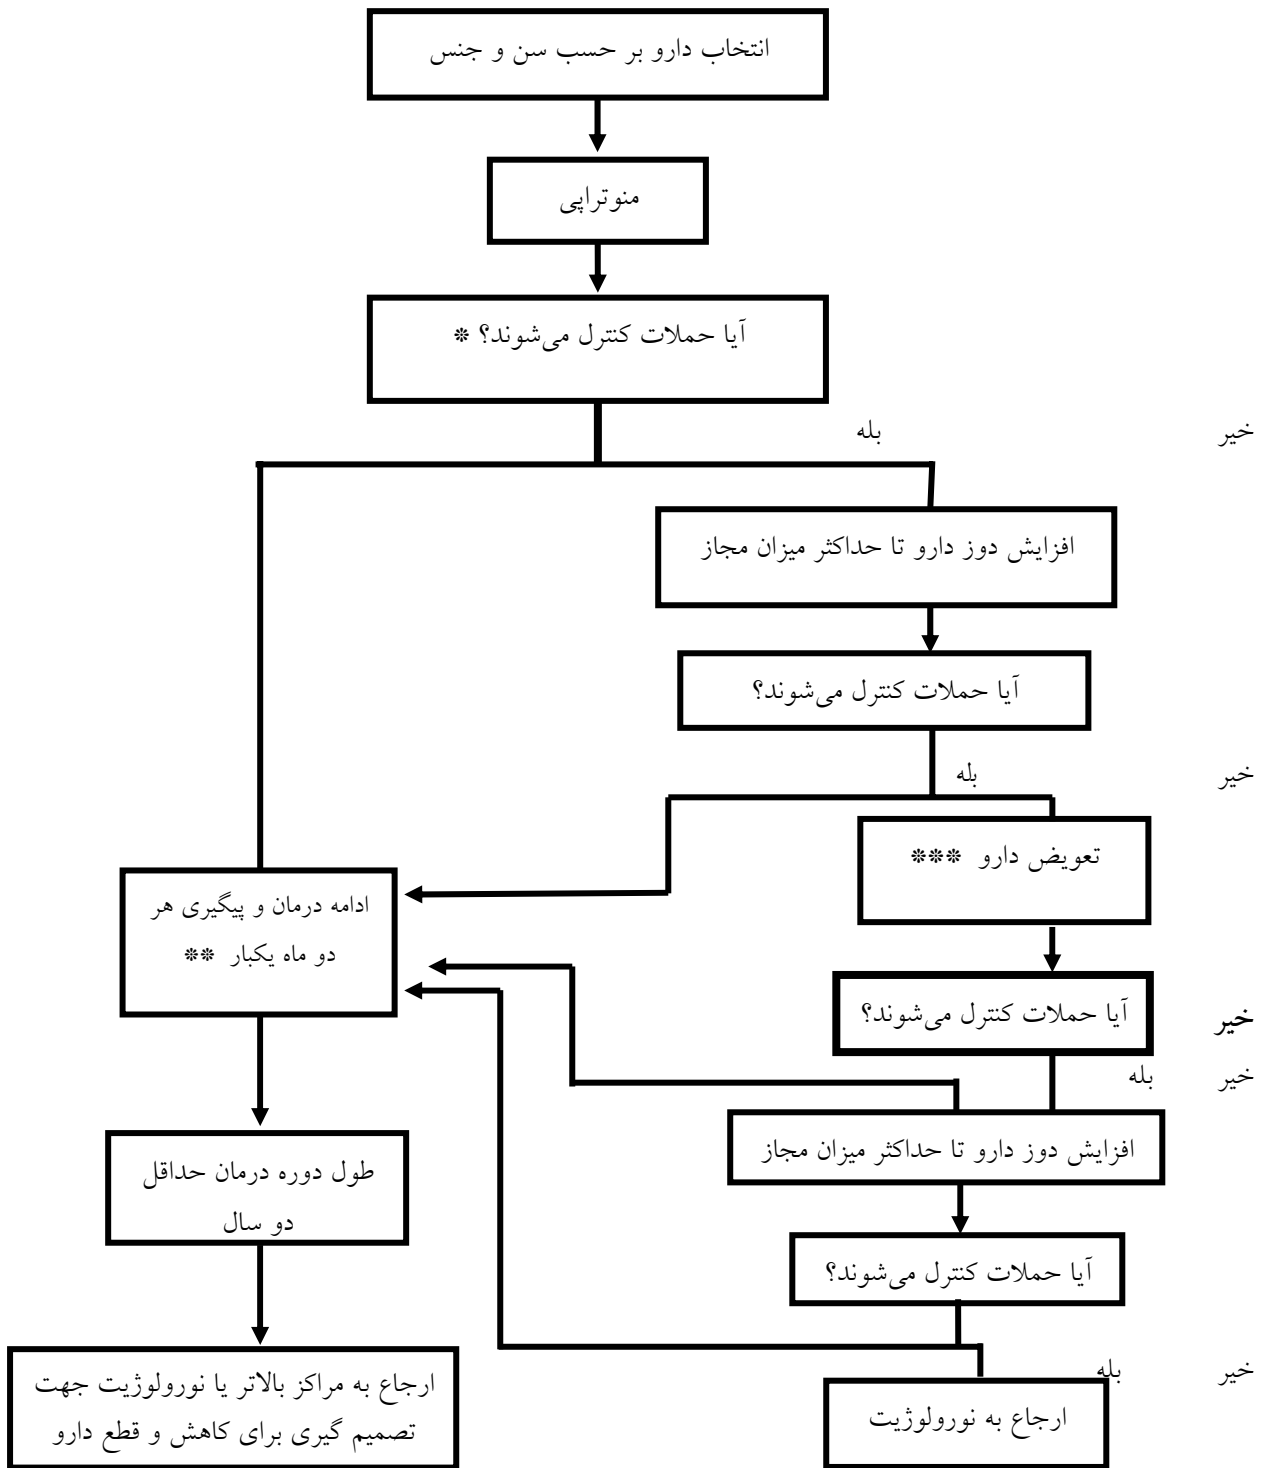 انتخاب دارو بر حسب سن و جنس
منوتراپی
آیا حملات کنترل می‌شوند؟ *
خیر
بله
افزایش دوز دارو تا حداکثر میزان مجاز
آیا حملات کنترل می‌شوند؟
خیر
بله
تعویض دارو ***
ادامه درمان و پیگیری هر
دو ماه یکبار **
آیا حملات کنترل می‌شوند؟
خیر
خیر
بله
افزایش دوز دارو تا حداکثر میزان مجاز
طول دوره درمان حداقل
دو سال
آیا حملات کنترل می‌شوند؟
خیر
بله
ارجاع به نورولوژیت
ارجاع به مراکز بالاتر یا نورولوژیت جهت
تصمیم گیری برای کاهش و قطع دارو